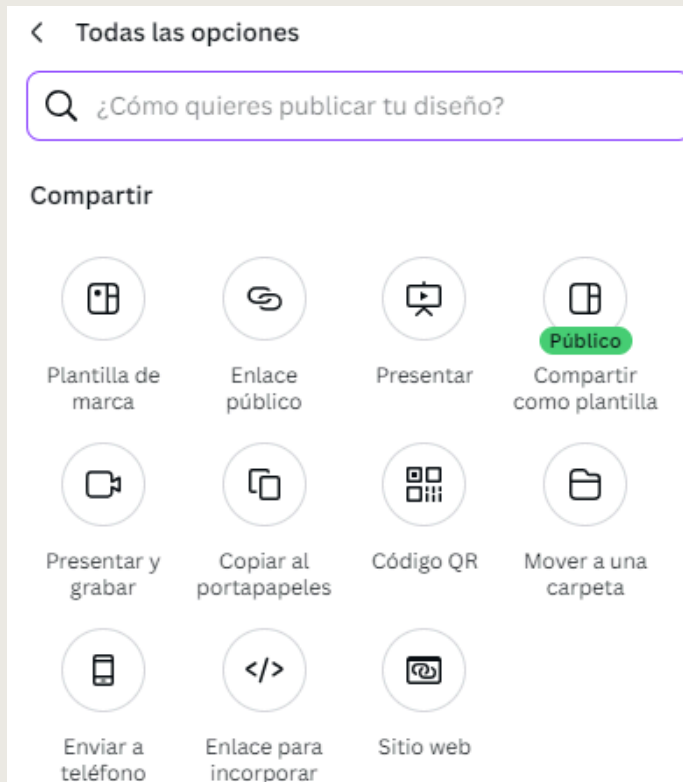 Todas las opciones
¿Cómo quieres publicar tu diseño?
Compartir
Plantilla de
marca
Enlace
público
Presentar
Público
Compartir
como plantilla
Presentar y
grabar
Copiar al
portapapeles
Código QR
Mover a una
carpeta
Enviar a
teléfono
Enlace para
incorporar
Sitio web